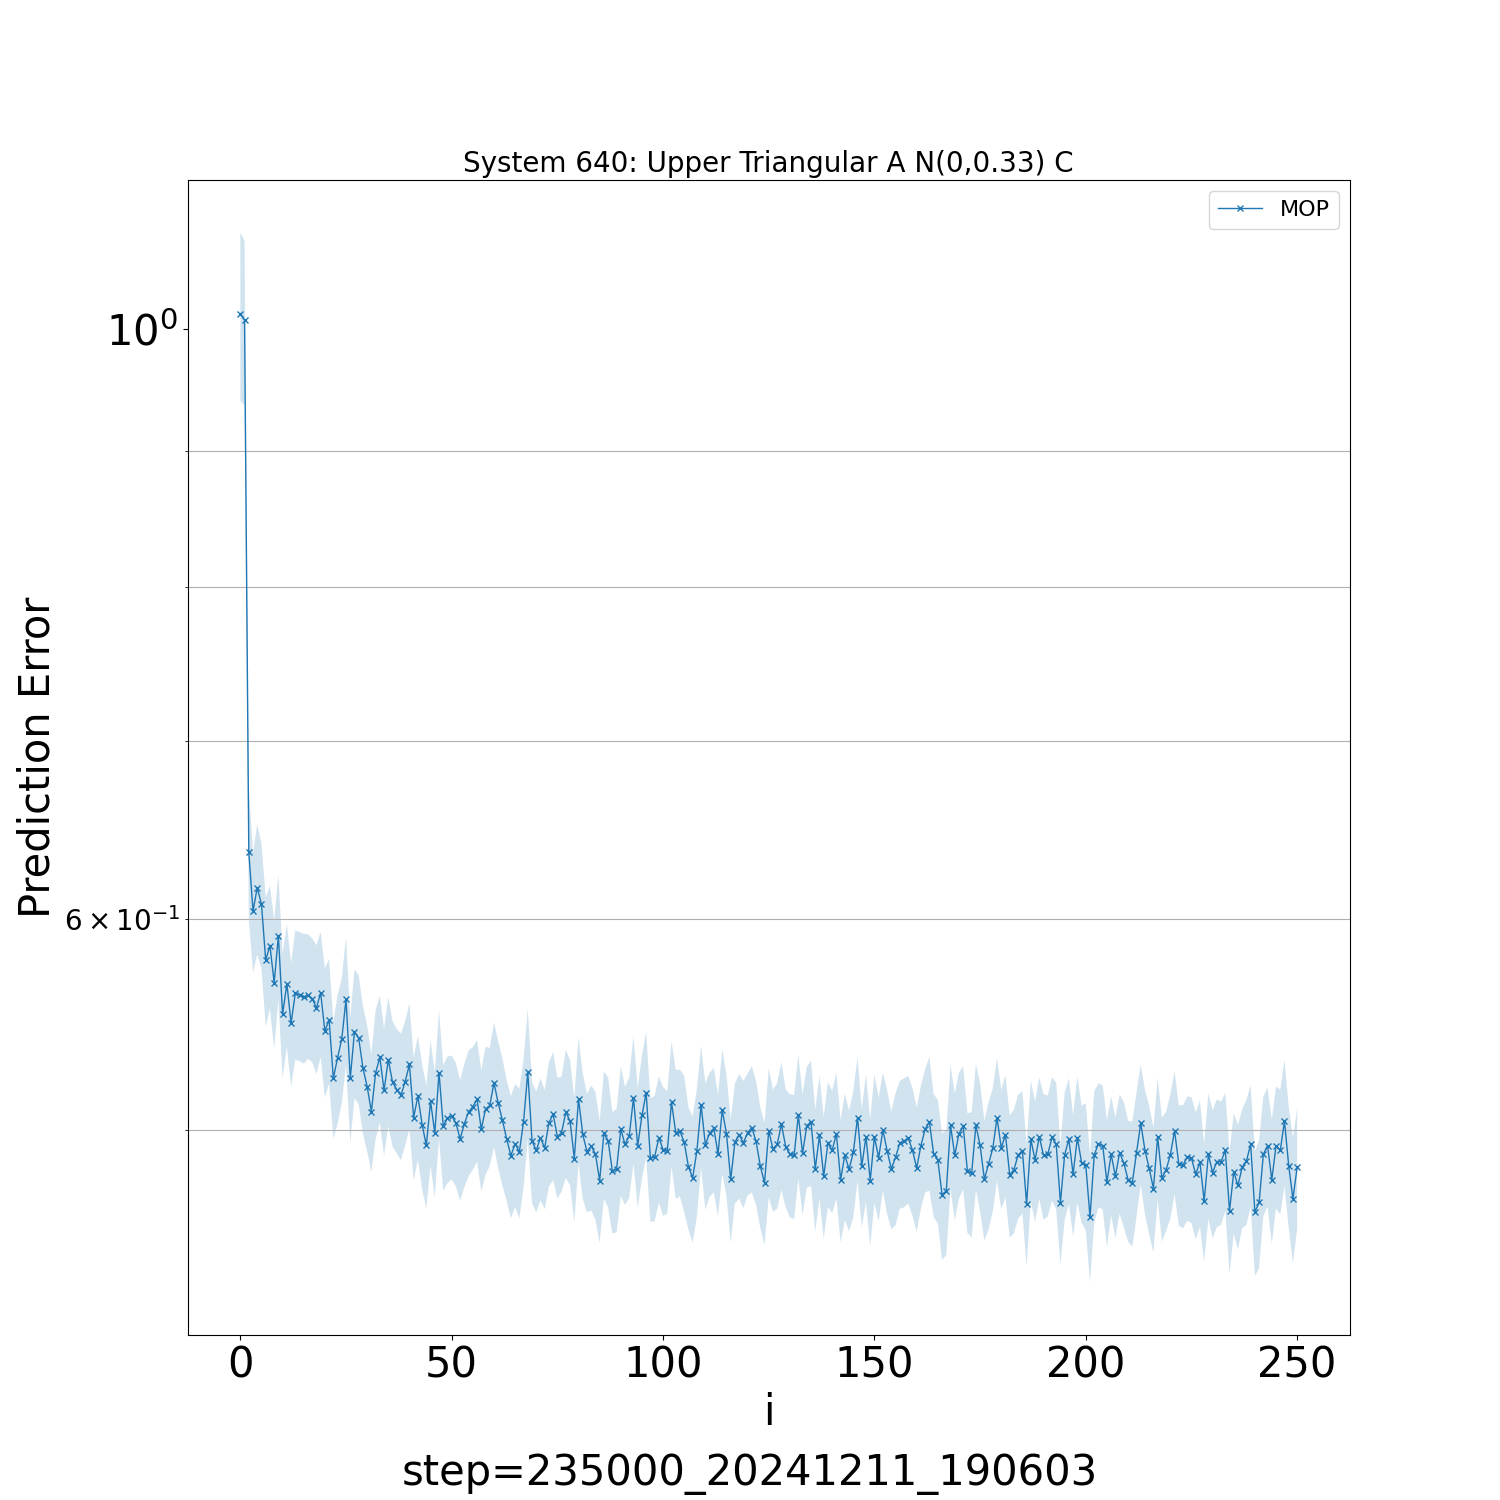 System 640: Upper Triangular A N(0,0.33) C
MOP
10⁰
Prediction Error
6 × 10⁻¹
0 50 100 150 200 250
i
step=235000_20241211_190603